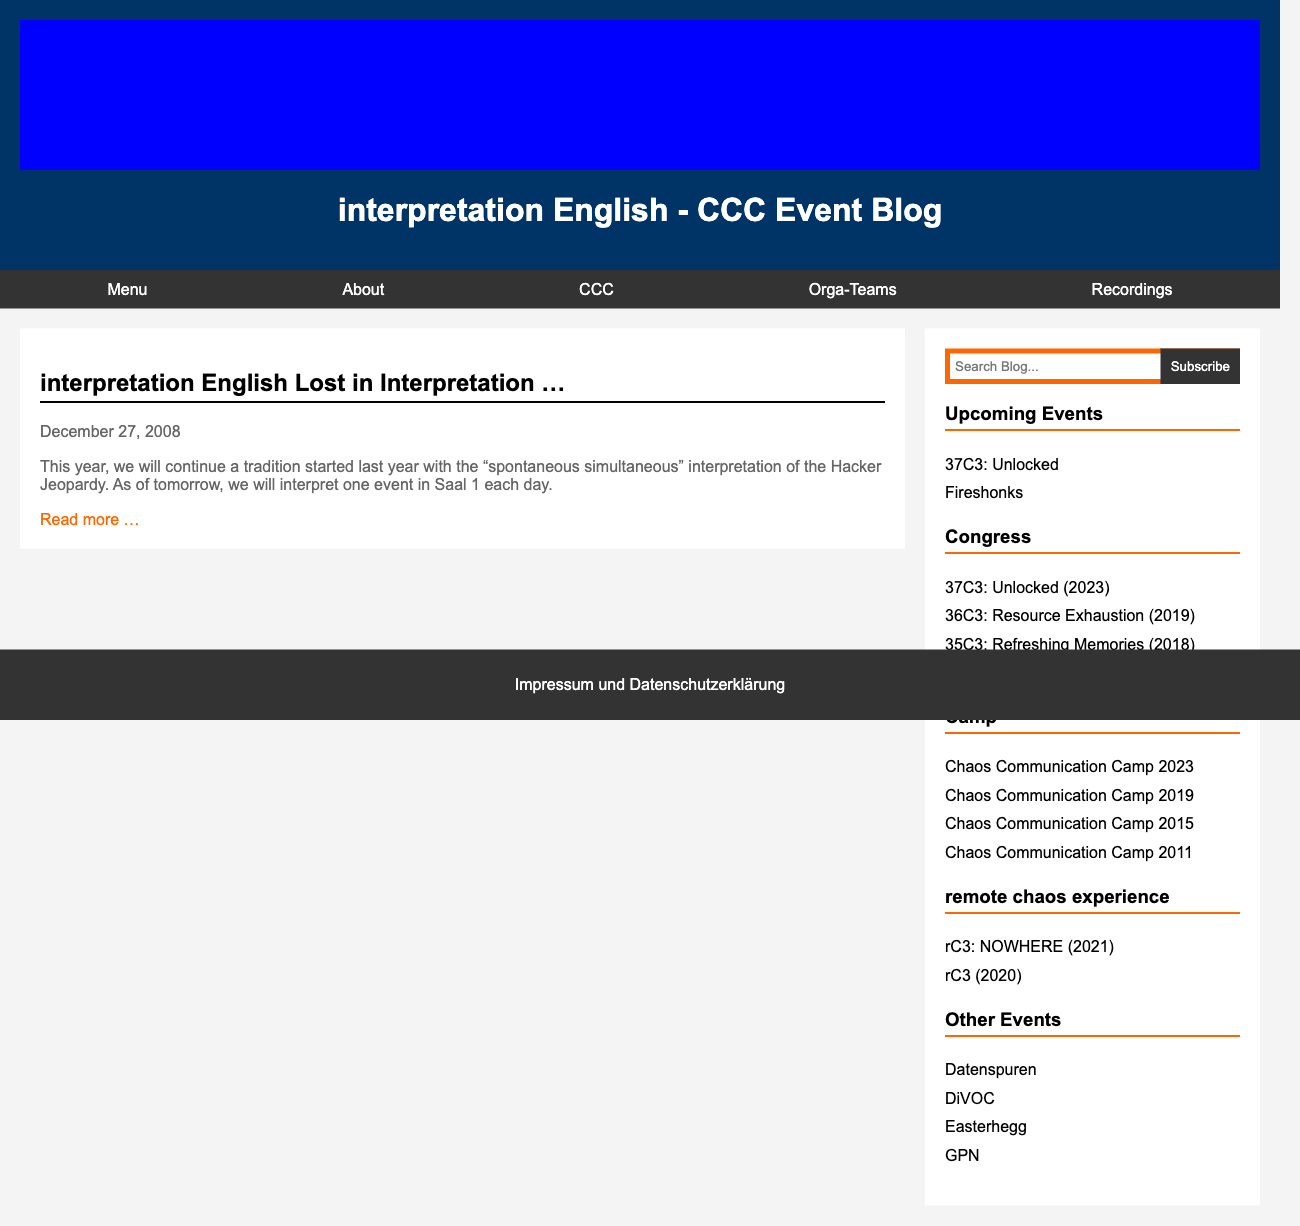 interpretation English - CCC Event Blog
Menu
About
CCC
Orga-Teams
Recordings
interpretation English Lost in Interpretation …
December 27, 2008
This year, we will continue a tradition started last year with the “spontaneous simultaneous” interpretation of the Hacker
Jeopardy. As of tomorrow, we will interpret one event in Saal 1 each day.
Read more …
Search Blog...
Subscribe
Upcoming Events
37C3: Unlocked
Fireshonks
Congress
37C3: Unlocked (2023)
36C3: Resource Exhaustion (2019)
35C3: Refreshing Memories (2018)
Impressum und Datenschutzerklärung
Camp
Chaos Communication Camp 2023
Chaos Communication Camp 2019
Chaos Communication Camp 2015
Chaos Communication Camp 2011
remote chaos experience
rC3: NOWHERE (2021)
rC3 (2020)
Other Events
Datenspuren
DiVOC
Easterhegg
GPN